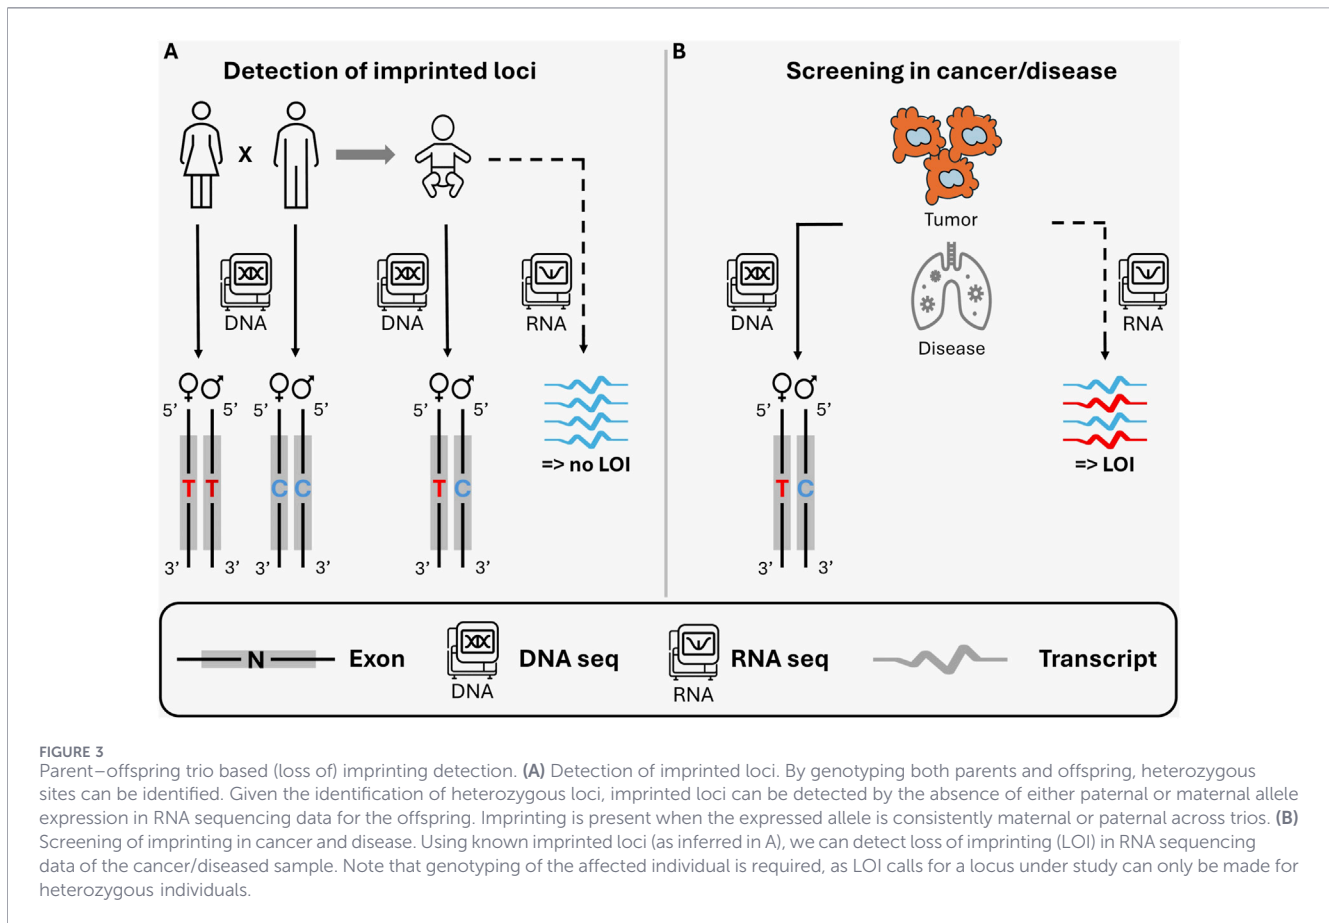 A
Detection of imprinted loci
X
DNA
DNA
RNA
♀♂
♀♂
♀♂
5’ 5’ 5’ 5’ 5’ 5’
=> no LOI
T T C C T C
3’ 3’ 3’ 3’ 3’ 3’
B
Screening in cancer/disease
Tumor
DNA
RNA
Disease
♀♂
5’ 5’
=> LOI
T C
3’ 3’
N Exon
DNA
DNA seq
RNA
RNA seq
Transcript
FIGURE 3
Parent–offspring trio based (loss of) imprinting detection. (A) Detection of imprinted loci. By genotyping both parents and offspring, heterozygous
sites can be identified. Given the identification of heterozygous loci, imprinted loci can be detected by the absence of either paternal or maternal allele
expression in RNA sequencing data for the offspring. Imprinting is present when the expressed allele is consistently maternal or paternal across trios. (B)
Screening of imprinting in cancer and disease. Using known imprinted loci (as inferred in A), we can detect loss of imprinting (LOI) in RNA sequencing
data of the cancer/diseased sample. Note that genotyping of the affected individual is required, as LOI calls for a locus under study can only be made for
heterozygous individuals.